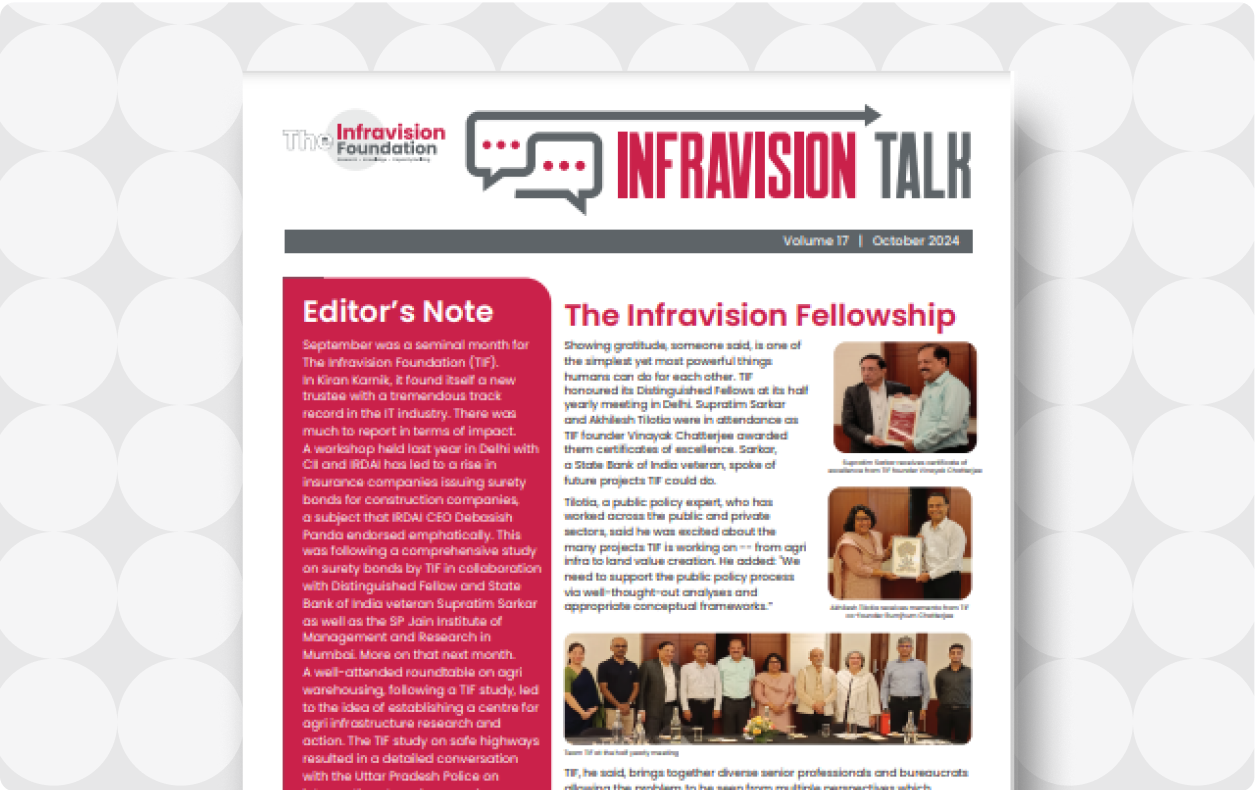 The Infravision
Foundation
INFRAVISION TALK
Volume 17 | October 2024
Editor's Note
September was a seminal month for
The Infravision Foundation (TIF).
In Kiran Karnik, it found itself a new
trustee with a tremendous track
record in the IT industry. There was
much to report in terms of impact.
A workshop held last year in Delhi with
CII and IRDAI has led to a rise in
insurance companies issuing surety
bonds for construction companies,
a subject that IRDAI CEO Debasish
Panda endorsed emphatically. This
was following a comprehensive study
on surety bonds by TIF in collaboration
with Distinguished Fellow and State
Bank of India veteran Supratim Sarkar
as well as the SP Jain Institute of
Management and Research in
Mumbai. More on that next month.
A well-attended roundtable on agri
warehousing, following a TIF study, led
to the idea of establishing a centre for
agri infrastructure research and
action. The TIF study on safe highways
resulted in a detailed conversation
with the Uttar Pradesh Police on
The Infravision Fellowship
Showing gratitude, someone said, is one of
the simplest yet most powerful things
humans can do for each other. TIF
honoured its Distinguished Fellows at its half
yearly meeting in Delhi. Supratim Sarkar
and Akhilesh Tilotia were in attendance as
TIF founder Vinayak Chatterjee awarded
them certificates of excellence. Sarkar,
a State Bank of India veteran, spoke of
future projects TIF could do.
Tilotia, a public policy expert, who has
worked across the public and private
sectors, said he was excited about the
many projects TIF is working on -- from agri
infra to land value creation. He added: "We
need to support the public policy process
via well-thought-out analyses and
appropriate conceptual frameworks."
Supratim Sarkar receives certificate of
excellence from TIF founder Vinayak Chatterjee
Akhilesh Tilotia receives memento from TIF
co-founder Rumjhum Chatterjee
Team TIF at the half yearly meeting
TIF, he said, brings together diverse senior professionals and bureaucrats
allowing the problem to be seen from multiple perspectives which